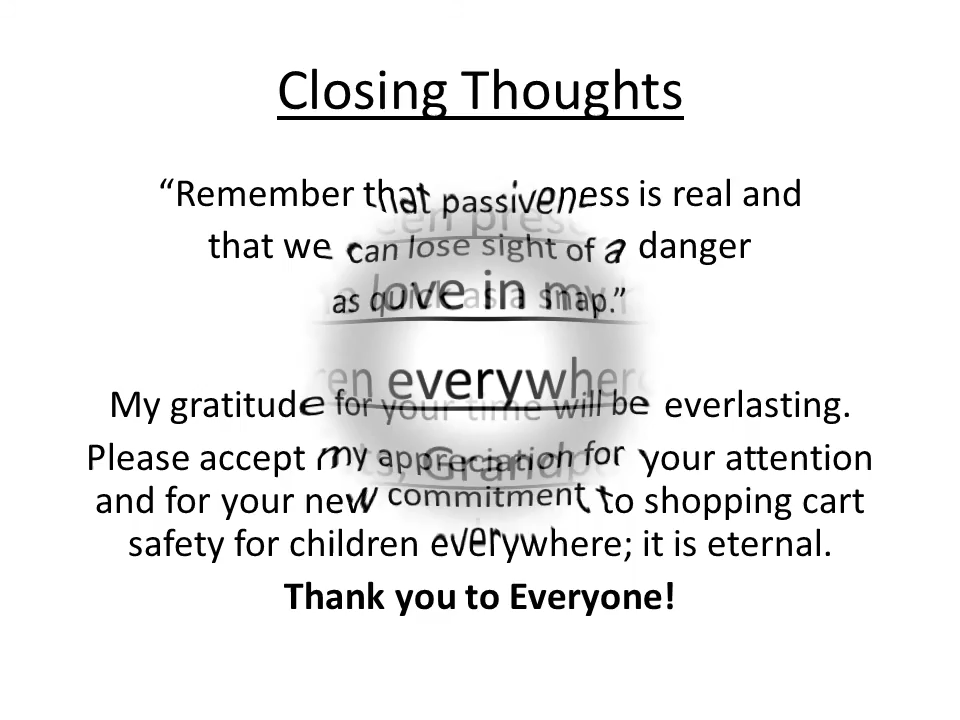 Closing Thoughts
“Remember that passiveness is real and
that we can lose sight of a danger
as quick as a snap.”
love in my
everywhere
My gratitude for your time will be everlasting.
Please accept my appreciation for your attention
and for your new commitment to shopping cart
safety for children everywhere; it is eternal.
Thank you to Everyone!